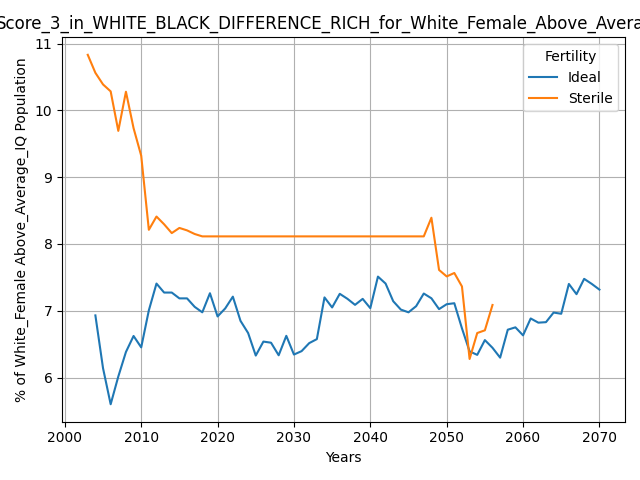 Score_3_in_WHITE_BLACK_DIFFERENCE_RICH_for_White_Female_Above_Avera
% of White_Female Above_Average_IQ Population
11
10
9
8
7
6
Fertility
Ideal
Sterile
2000 2010 2020 2030 2040 2050 2060 2070
Years